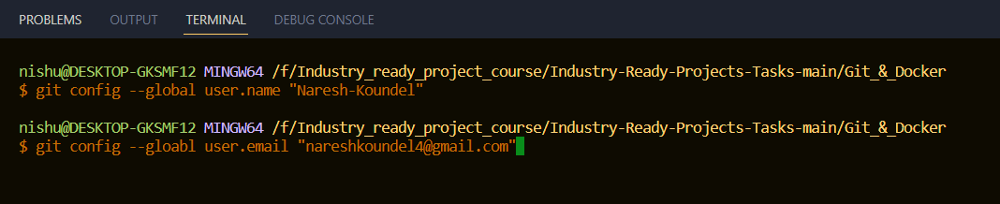 PROBLEMS OUTPUT TERMINAL DEBUG CONSOLE
nishu@DESKTOP-GKSMF12 MINGW64 /f/Industry_ready_project_course/Industry-Ready-Projects-Tasks-main/Git_&_Docker
$ git config --global user.name "Naresh-Koundel"
nishu@DESKTOP-GKSMF12 MINGW64 /f/Industry_ready_project_course/Industry-Ready-Projects-Tasks-main/Git_&_Docker
$ git config --gloabl user.email "nareshkoundel4@gmail.com"